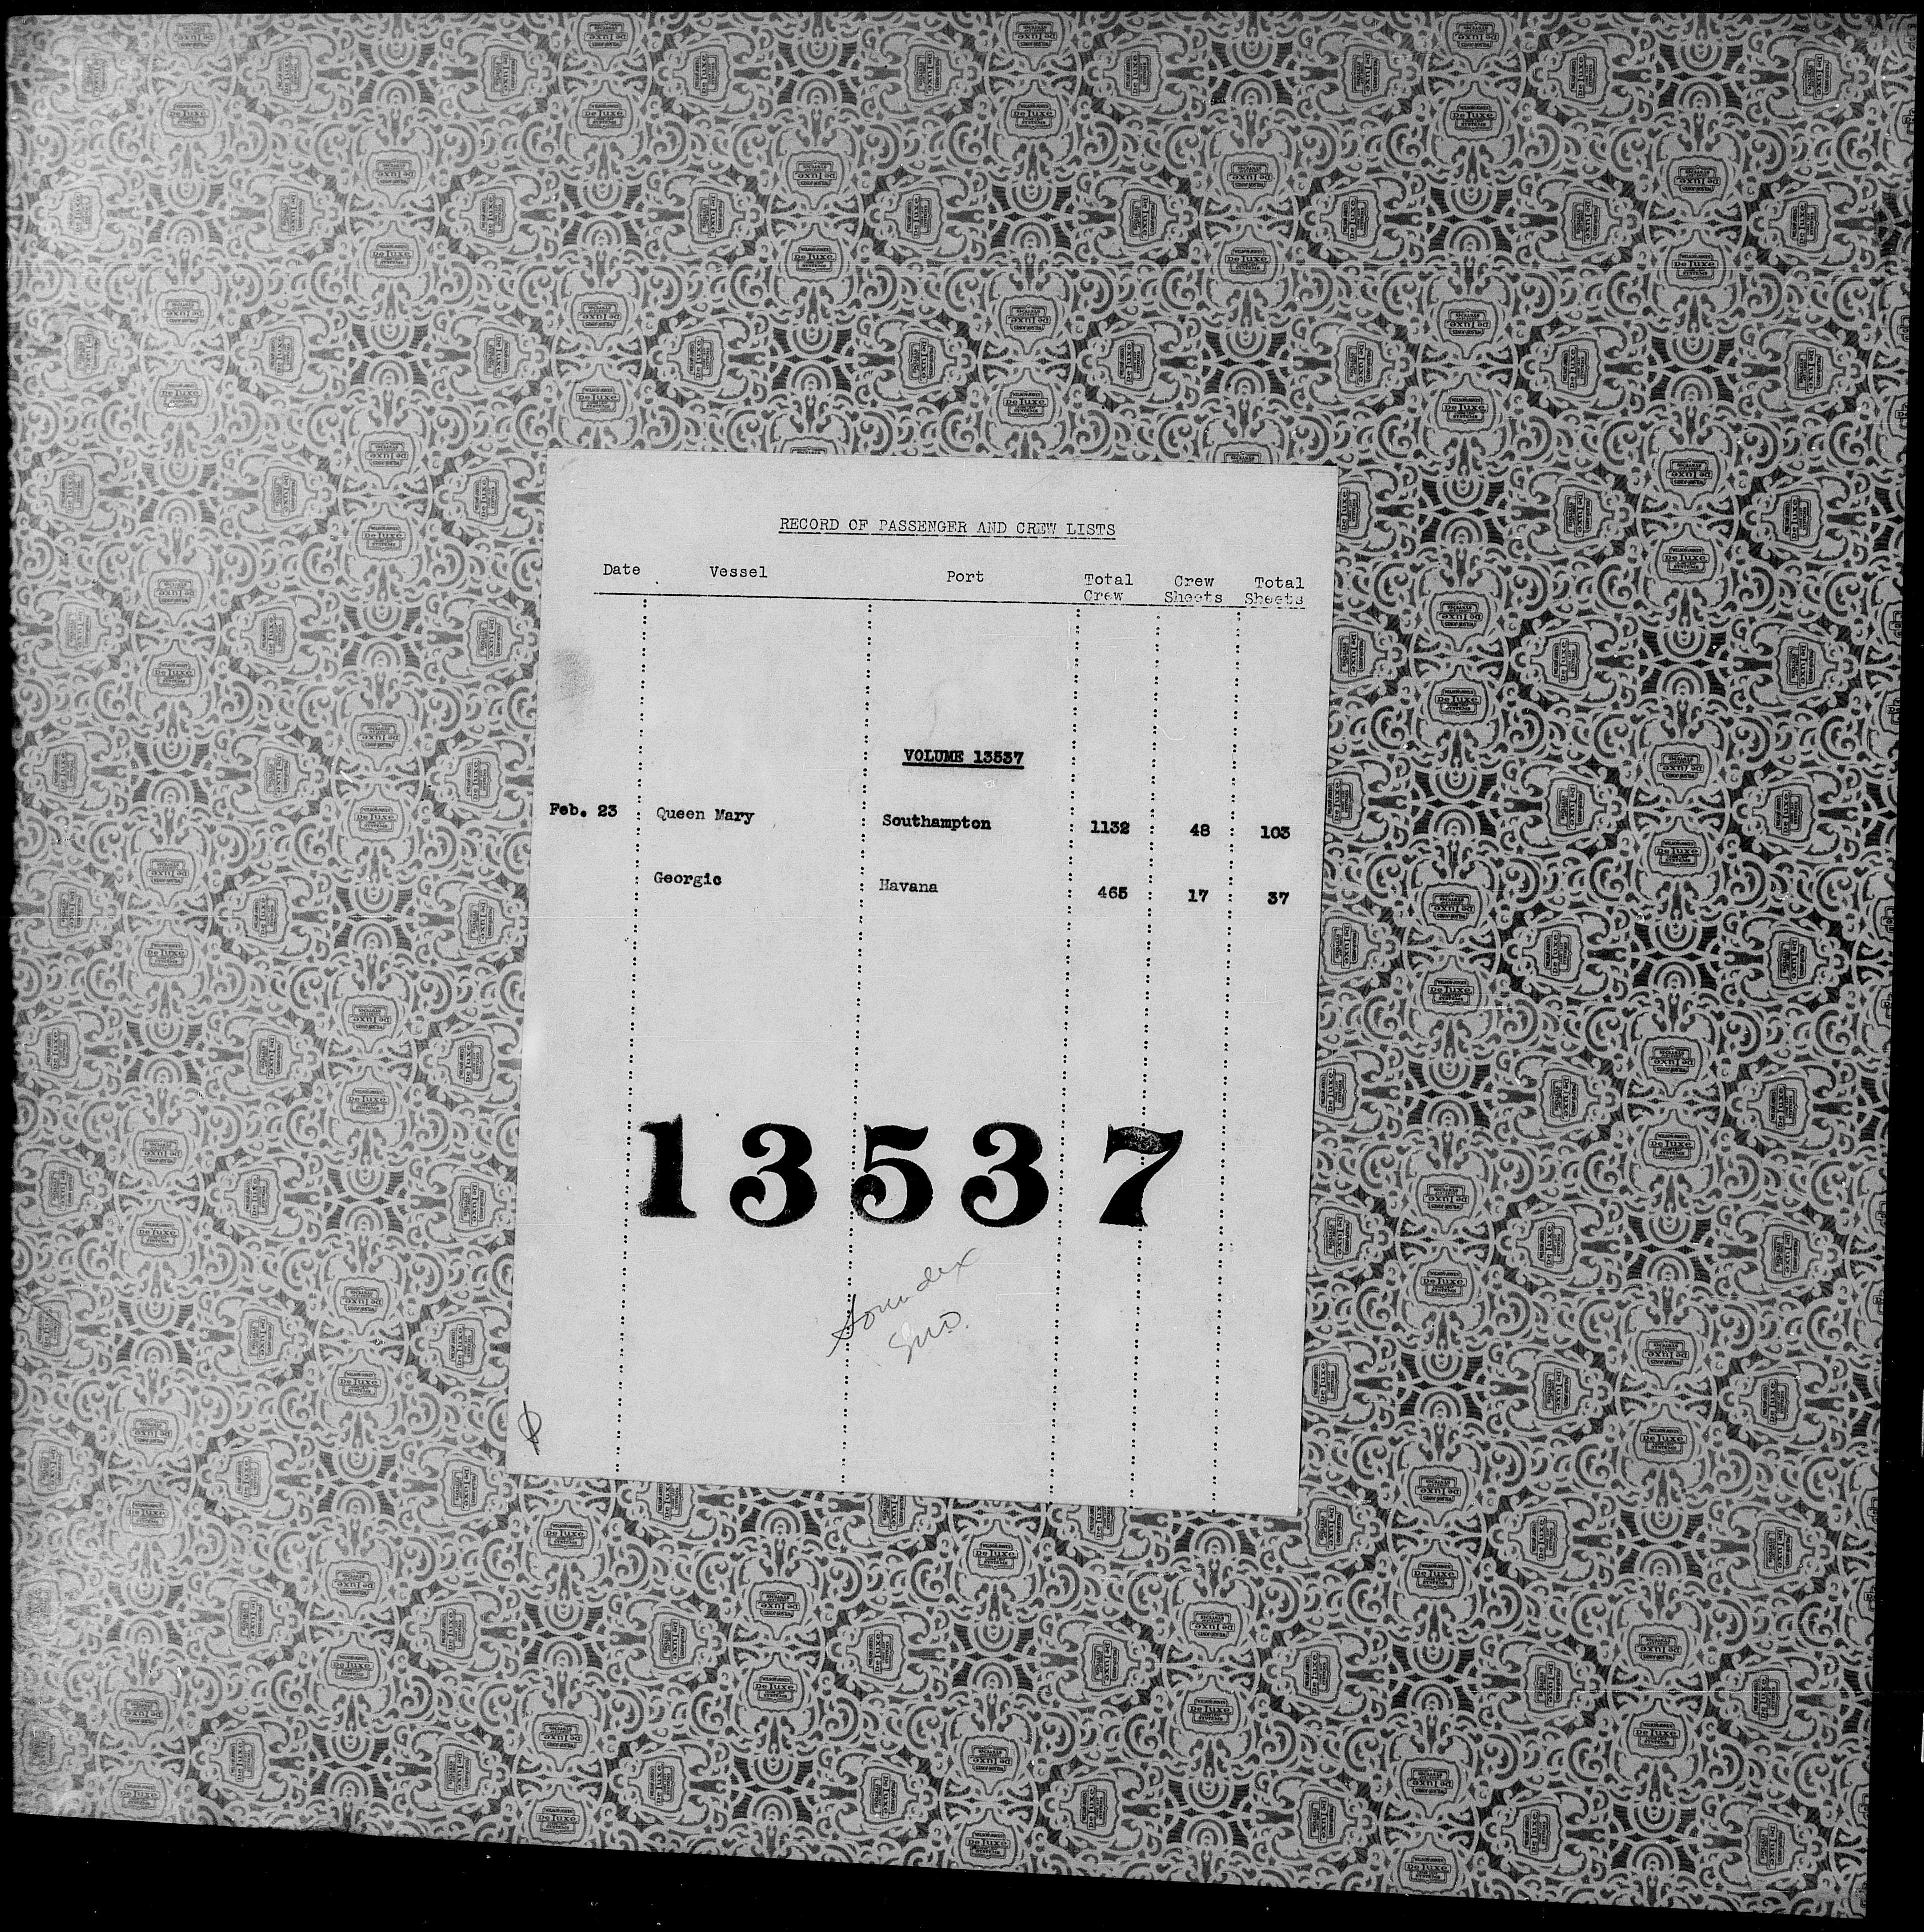 RECORD OF PASSENGER AND CREW LISTS
Date Vessel Port Total Crew Crew Sheets Total Sheets
VOLUME 13537
Feb. 23 Queen Mary Southampton 1132 48 103
Georgic Havana 465 17 37
13537
Soundex